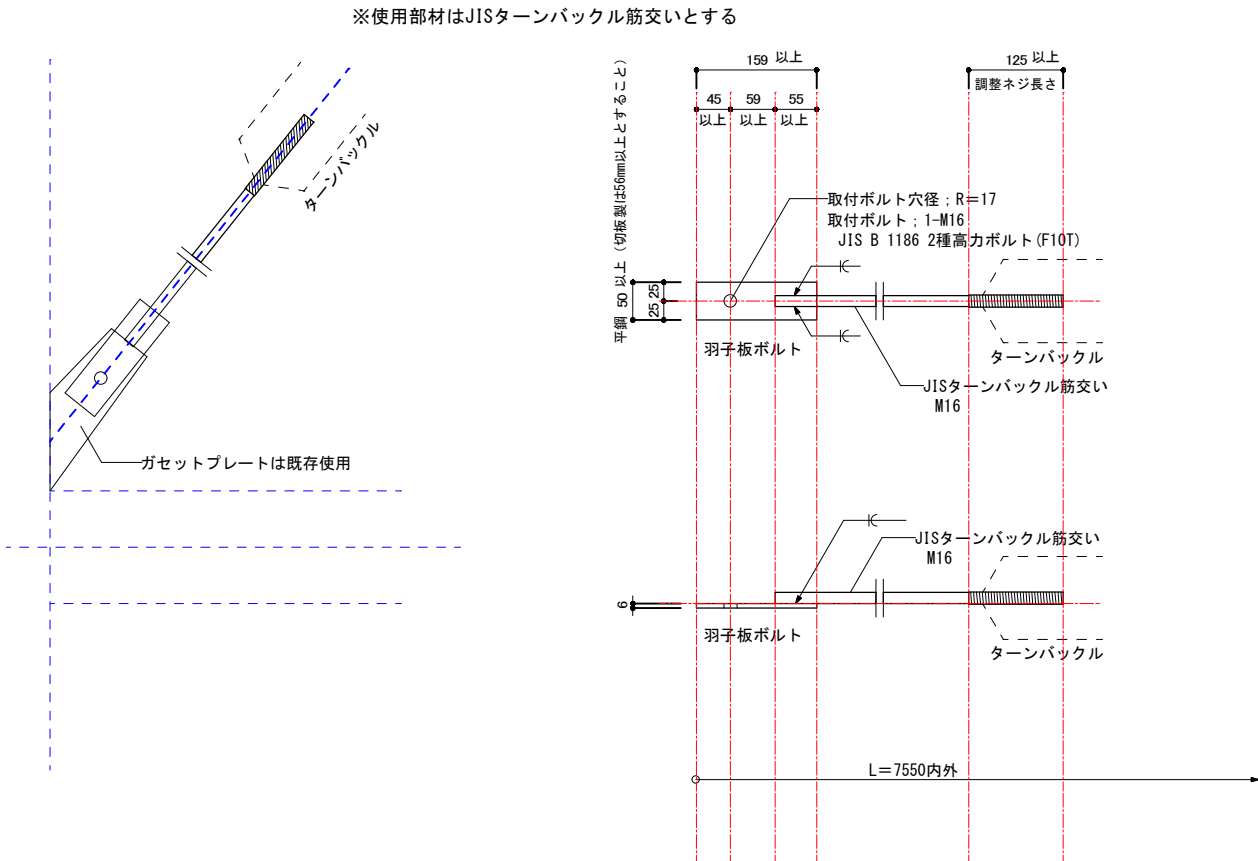 ※使用部材はJISターンバックル筋交いとする
ターンバックル
ガセットプレートは既存使用
159 以上
125 以上
調整ネジ長さ
45
以上
59
以上
55
以上
平鋼 50 以上 (切板製は56mm以上とすること)
25 25
取付ボルト穴径；R＝17
取付ボルト；1-M16
JIS B 1186 2種高力ボルト(F10T)
羽子板ボルト
ターンバックル
JISターンバックル筋交い
M16
JISターンバックル筋交い
M16
6
羽子板ボルト
ターンバックル
L＝7550内外